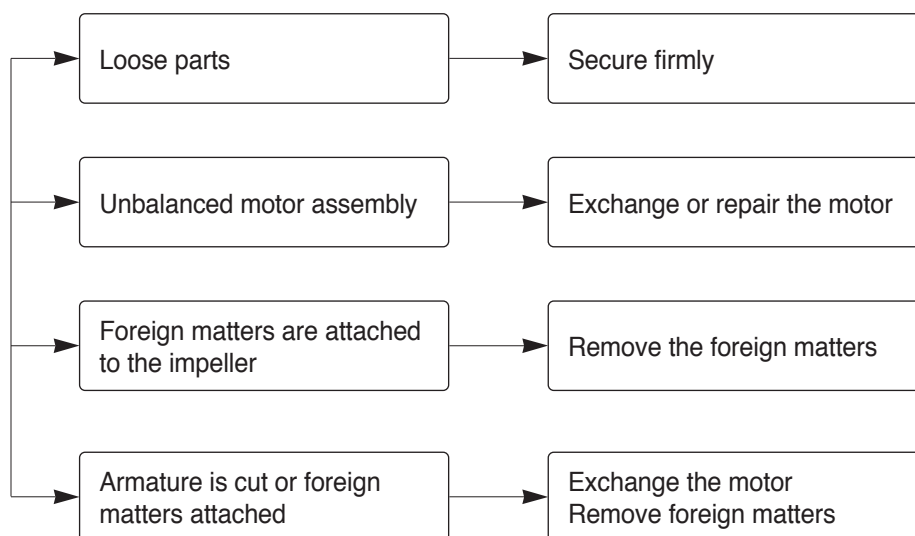 Loose parts
Secure firmly
Unbalanced motor assembly
Exchange or repair the motor
Foreign matters are attached
to the impeller
Remove the foreign matters
Armature is cut or foreign
matters attached
Exchange the motor
Remove foreign matters